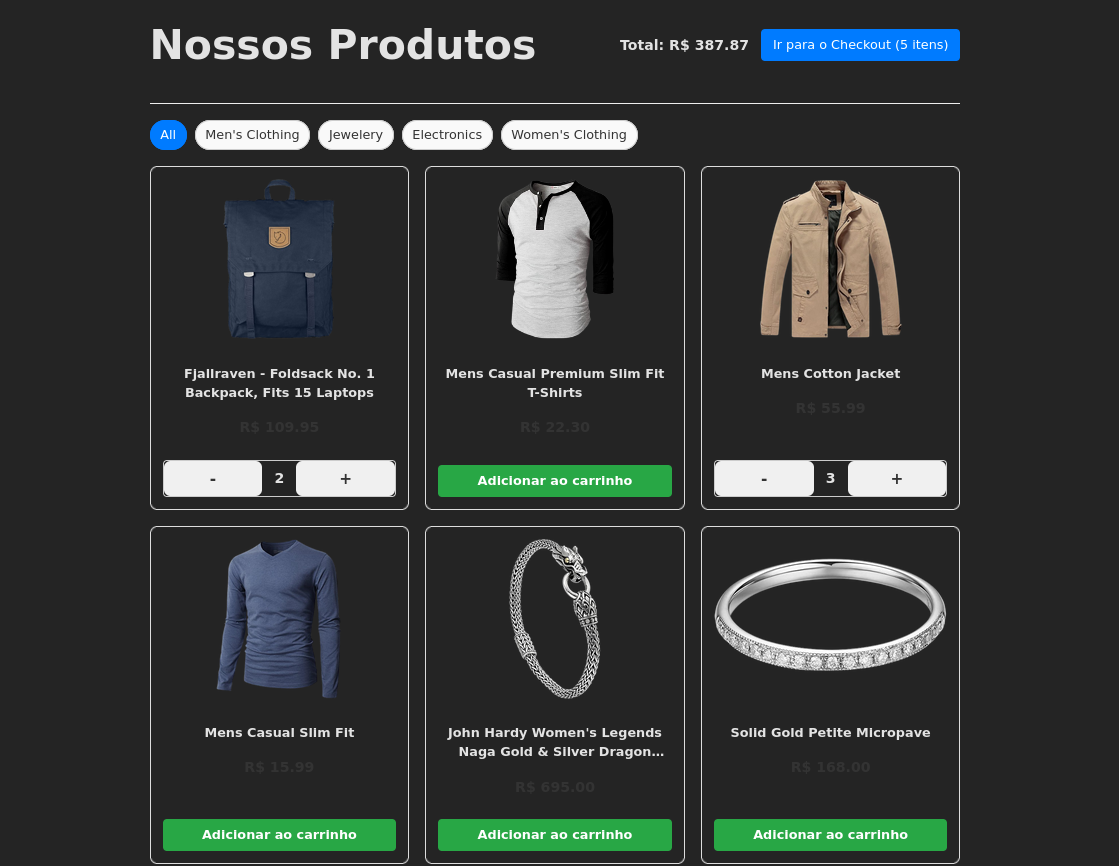 Nossos Produtos
Total: R$ 387.87
Ir para o Checkout (5 itens)
All
Men's Clothing
Jewelery
Electronics
Women's Clothing
Fjallraven - Foldsack No. 1
Backpack, Fits 15 Laptops
R$ 109.95
-
2
+
Mens Casual Premium Slim Fit
T-Shirts
R$ 22.30
Adicionar ao carrinho
Mens Cotton Jacket
R$ 55.99
-
3
+
Mens Casual Slim Fit
R$ 15.99
Adicionar ao carrinho
John Hardy Women's Legends
Naga Gold & Silver Dragon...
R$ 695.00
Adicionar ao carrinho
Solid Gold Petite Micropave
R$ 168.00
Adicionar ao carrinho